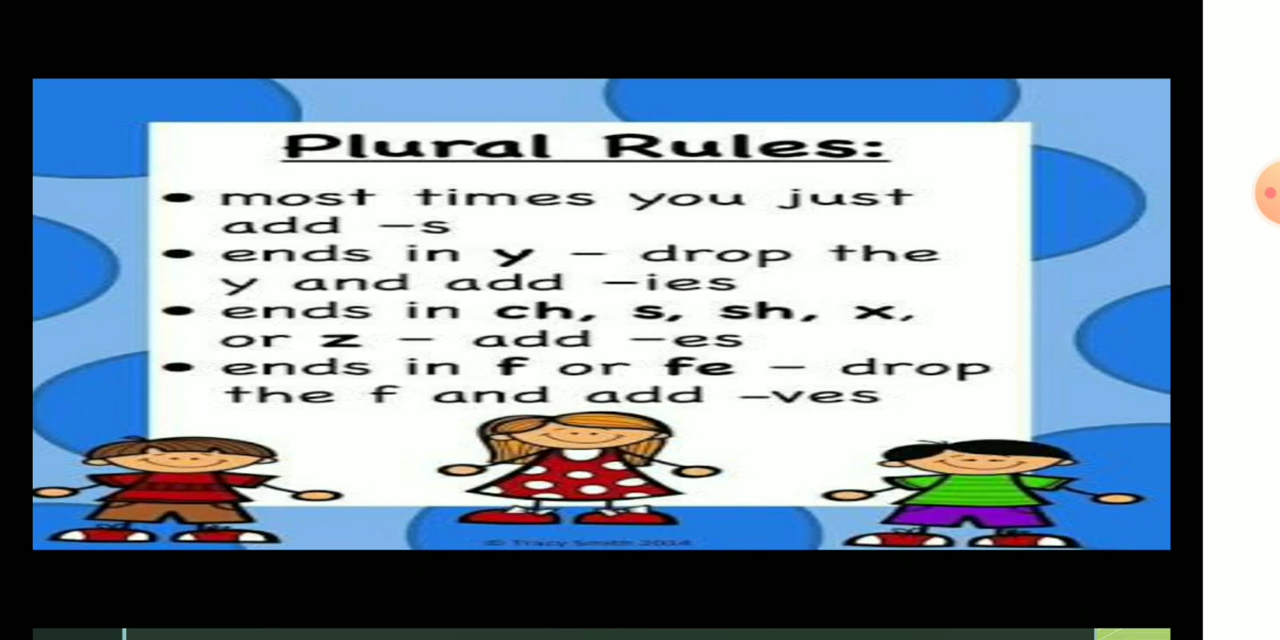 Plural Rules:
• most times you just
add -s
• ends in y - drop the
y and add -ies
• ends in ch, s, sh, x,
or z - add -es
• ends in f or fe - drop
the f and add -ves
© Tracy Smith 2014